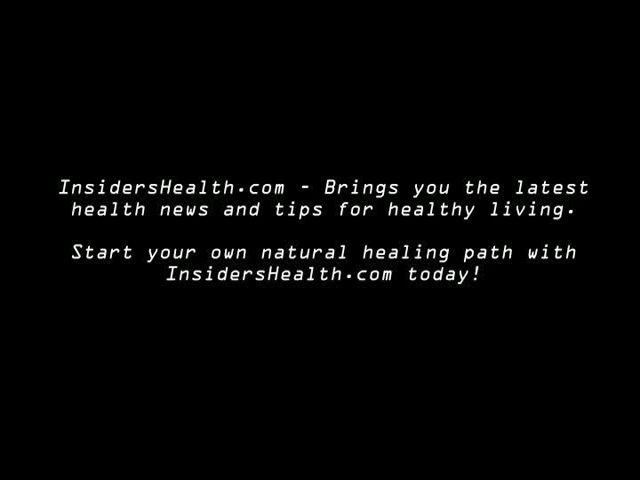 InsidersHealth.com - Brings you the latest
health news and tips for healthy living.
Start your own natural healing path with
InsidersHealth.com today!